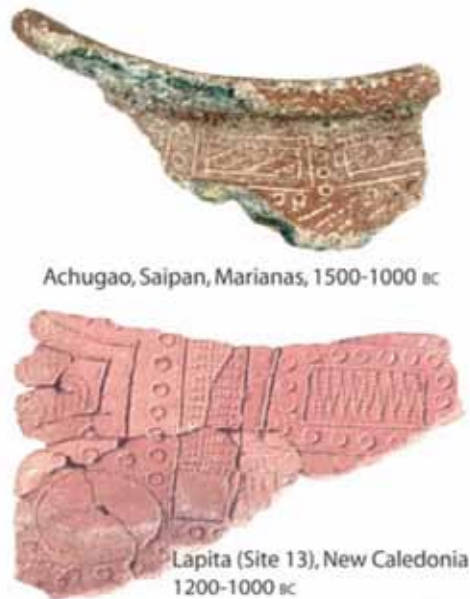 Achugao, Saipan, Marianas, 1500-1000 BC
Lapita (Site 13), New Caledonia
1200-1000 BC